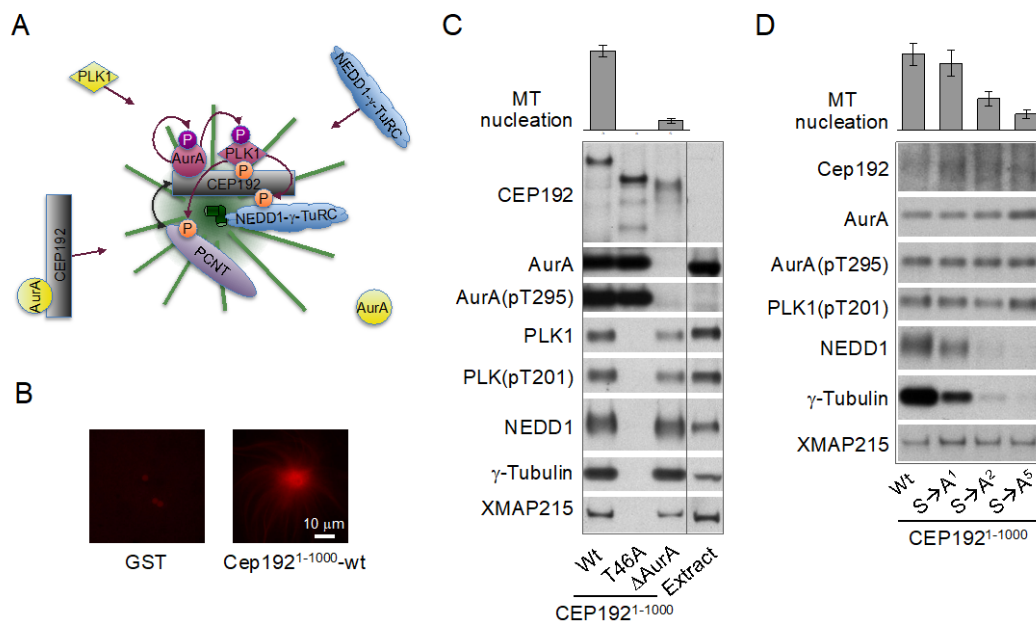 A
PLK1
NEDD1-γ-TuRC
P
AurA
P
PLK1
P
CEP192
P
NEDD1-γ-TuRC
P
PCNT
CEP192
AurA
AurA
B
10 μm
GST
Cep192¹⁻¹⁰⁰⁰-wt
C
MT
nucleation
CEP192
AurA
AurA(pT295)
PLK1
PLK(pT201)
NEDD1
γ-Tubulin
XMAP215
Wt
T46A
ΔAurA
Extract
CEP192¹⁻¹⁰⁰⁰
D
MT
nucleation
Cep192
AurA
AurA(pT295)
PLK1(pT201)
NEDD1
γ-Tubulin
XMAP215
Wt
S→A¹
S→A²
S→A⁵
CEP192¹⁻¹⁰⁰⁰